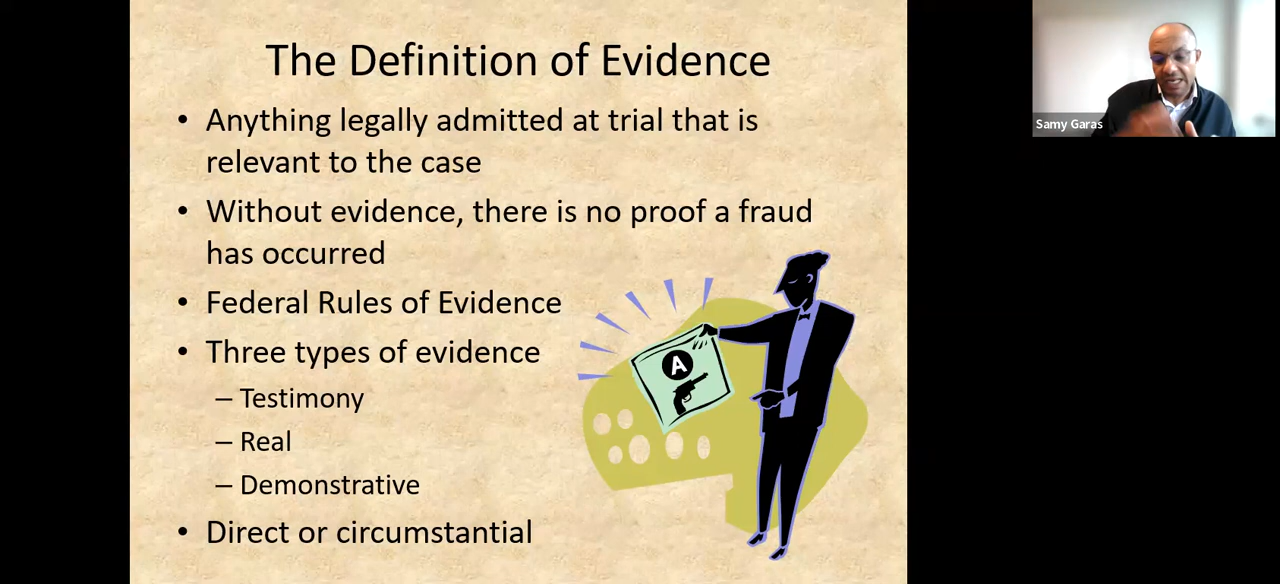 The Definition of Evidence
• Anything legally admitted at trial that is
relevant to the case
• Without evidence, there is no proof a fraud
has occurred
• Federal Rules of Evidence
• Three types of evidence
– Testimony
– Real
– Demonstrative
• Direct or circumstantial
A
Samy Garas